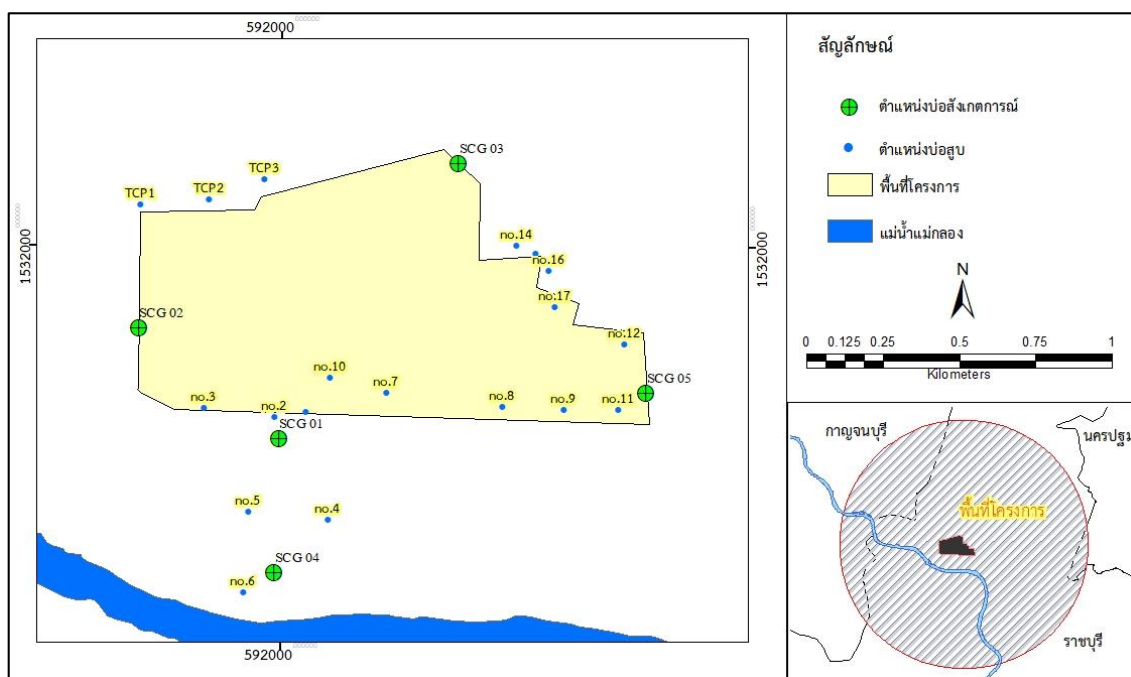 592000
1532000
TCP1
TCP2
TCP3
SCG 03
no.14
no.16
no.17
SCG 02
no.12
no.10
no.7
SCG 05
no.3
no.2
no.8
no.9
no.11
SCG 01
no.5
no.4
SCG 04
no.6
1532000
592000
สัญลักษณ์
ตำแหน่งบ่อสังเกตการณ์
ตำแหน่งบ่อสูบ
พื้นที่โครงการ
แม่น้ำแม่กลอง
N
0 0.125 0.25 0.5 0.75 1
Kilometers
กาญจนบุรี
นครปฐม
พื้นที่โครงการ
ราชบุรี